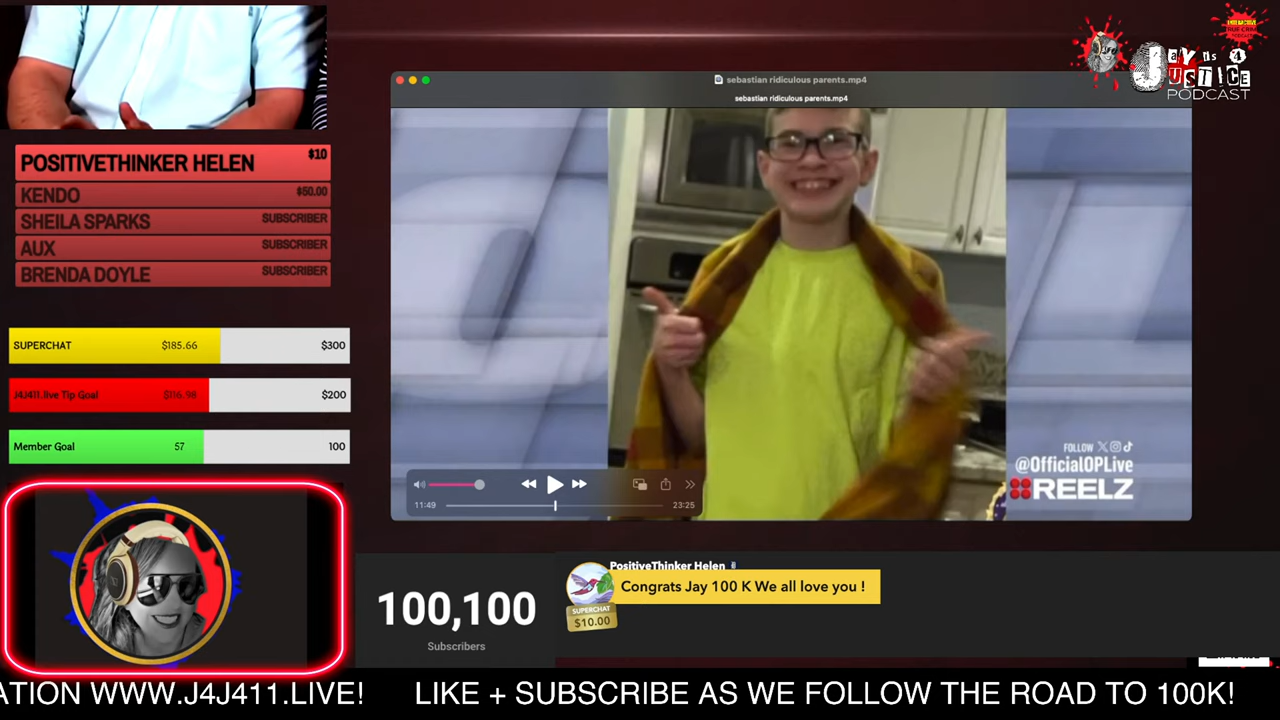 POSITIVETHINKER HELEN $10
KENDO $50.00
SHEILA SPARKS SUBSCRIBER
AUX SUBSCRIBER
BRENDA DOYLE SUBSCRIBER
SUPERCHAT $185.66 $300
J4J411.live Tip Goal $116.98 $200
Member Goal 57 100
sebastian ridiculous parents.mp4
sebastian ridiculous parents.mp4
Jay is 4
JUSTICE
PODCAST
FOLLOW
@OfficialOPLive
REELZ
11:49 23:25
100,100
Subscribers
PositiveThinker Helen
Congrats Jay 100 K We all love you !
SUPERCHAT
$10.00
ATION WWW.J4J411.LIVE! LIKE + SUBSCRIBE AS WE FOLLOW THE ROAD TO 100K!